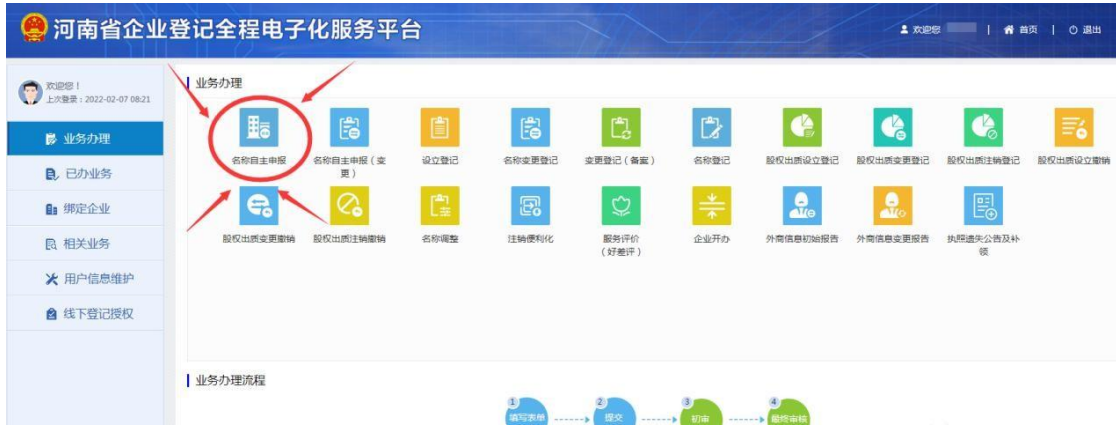 河南省企业登记全程电子化服务平台
欢迎您
|
首页
|
退出
欢迎您！
上次登录：2022-02-07 08:21
业务办理
已办业务
绑定企业
相关业务
用户信息维护
线下登记授权
业务办理
名称自主申报
名称自主申报（变
更）
设立登记
名称变更登记
变更登记（备案）
名称登记
股权出质设立登记
股权出质变更登记
股权出质注销登记
股权出质设立撤销
股权出质变更撤销
股权出质注销撤销
名称调整
注销便利化
服务评价
（好差评）
企业开办
外商信息初始报告
外商信息变更报告
执照遗失公告及补
领
业务办理流程
1
填写表单
2
提交
3
初审
4
最终审核